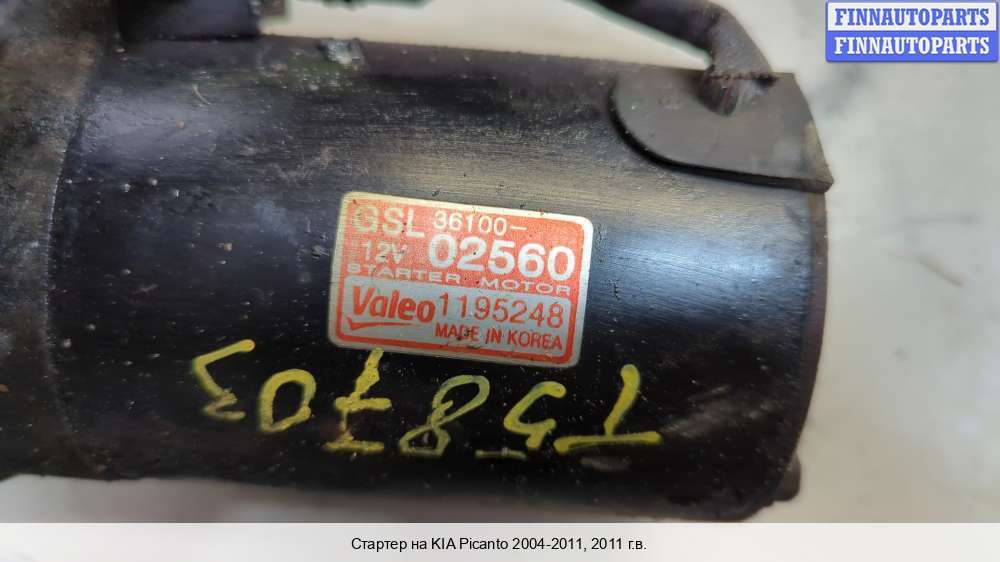 FINNAUTOPARTS
FINNAUTOPARTS
GSL 36100-
12V 02560
STARTER MOTOR
Valeo 1195248
MADE IN KOREA
T58703
Стартер на KIA Picanto 2004-2011, 2011 г.в.